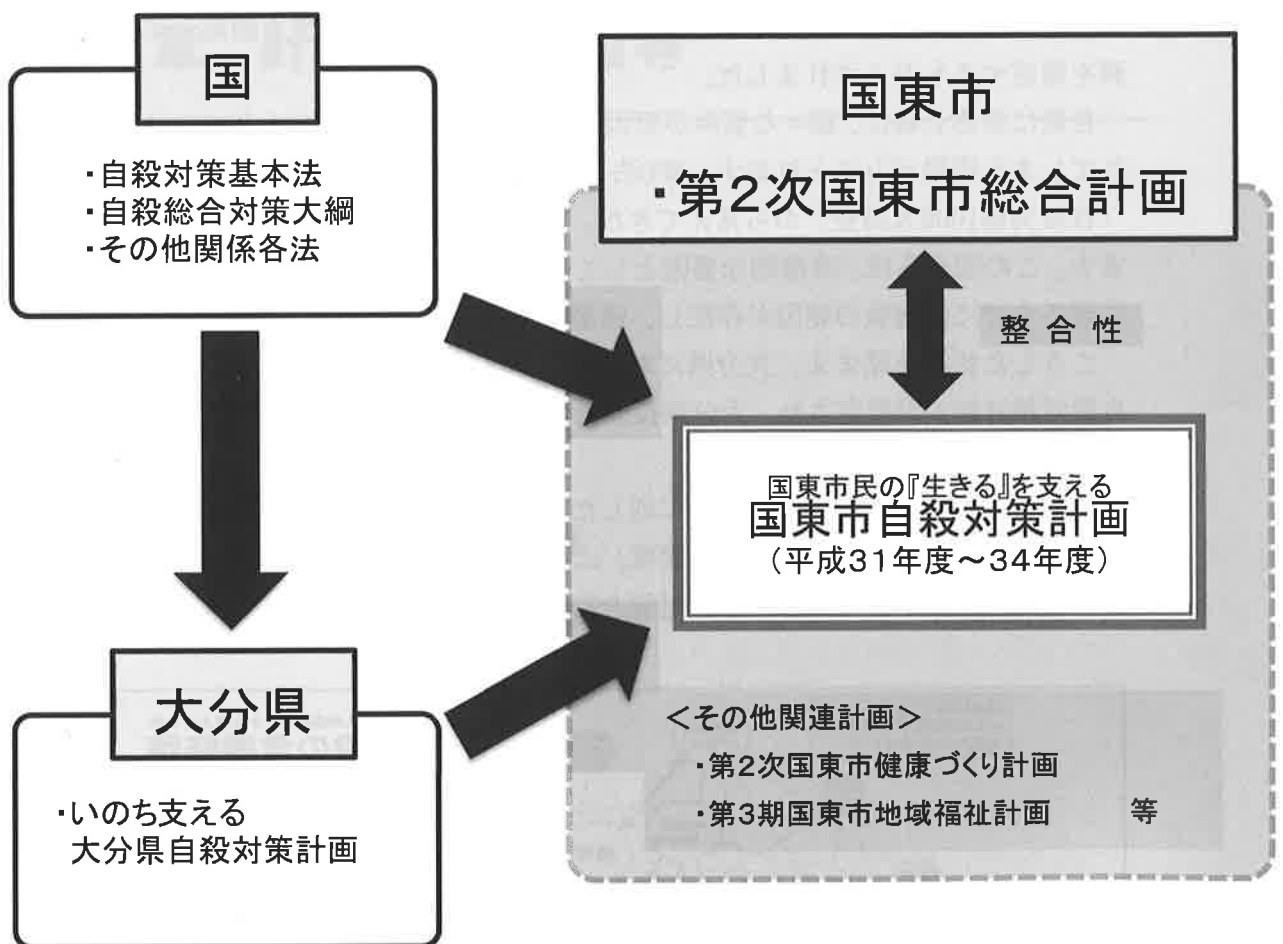 国
・自殺対策基本法
・自殺総合対策大綱
・その他関係各法
国東市
・第2次国東市総合計画
整合性
国東市民の『生きる』を支える
国東市自殺対策計画
(平成31年度~34年度)
大分県
・いのち支える
大分県自殺対策計画
<その他関連計画>
・第2次国東市健康づくり計画
・第3期国東市地域福祉計画 等